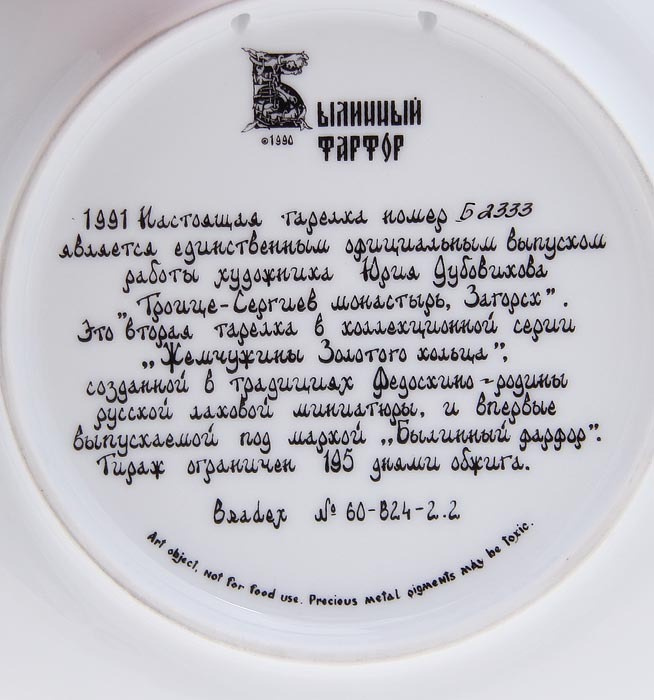 Былинный
©1990
фарфор
1991 Настоящая тарелка номер Б2333
является единственным официальным выпуском
работы художника Юрия Дубовикова
"Троице-Сергиев монастырь, Загорск".
Это вторая тарелка в коллекционной серии
„Жемчужины Золотого кольца",
созданной в традициях Федоскино-родины
русской лаковой миниатюры, и впервые
выпускаемой под маркой „Былинный фарфор".
Тираж ограничен 195 днями обжига.
Bradex № 60-B24-2.2
Art object, not for food use. Precious metal pigments may be toxic.